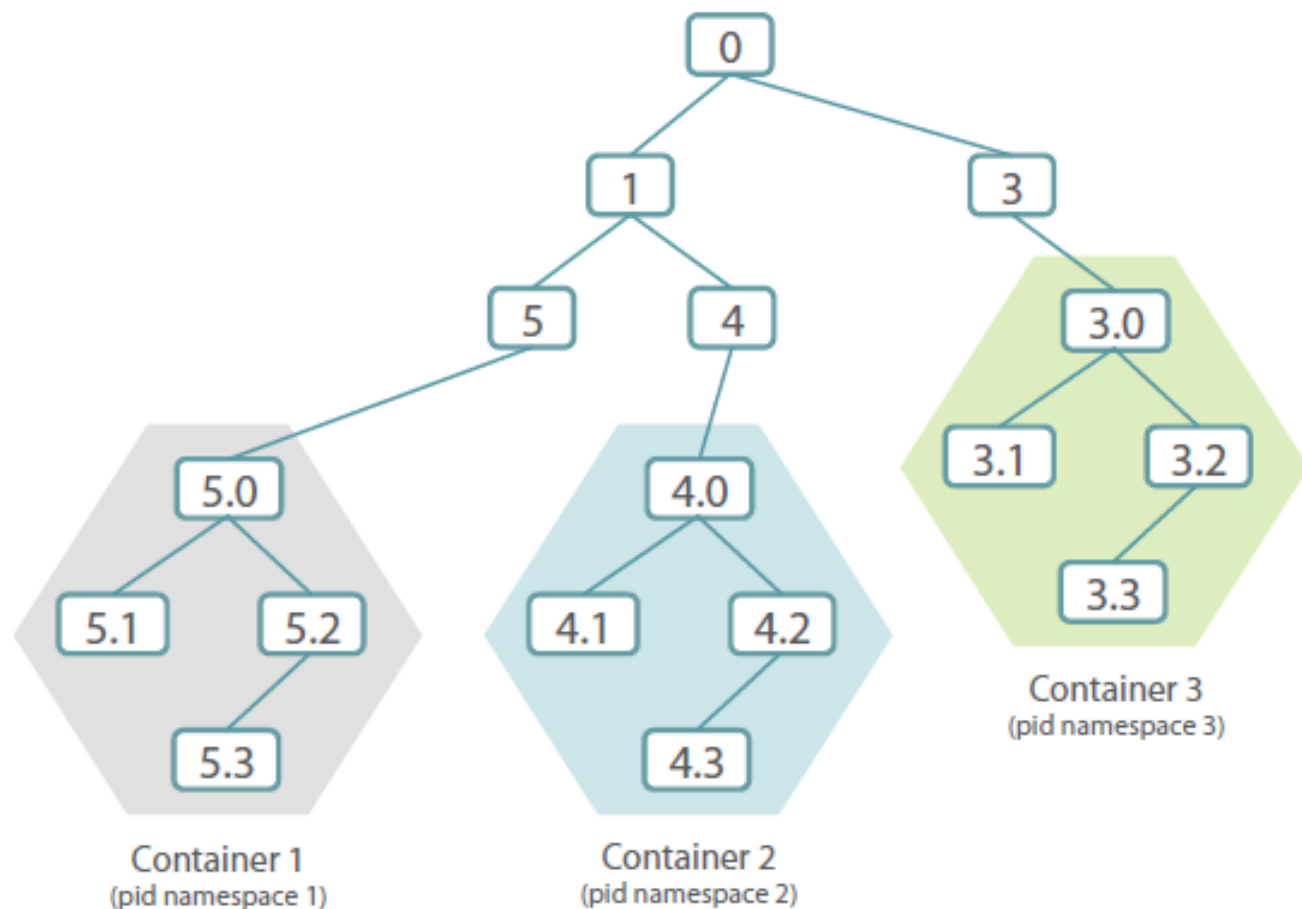 0
1
3
5
4
3.0
3.1
3.2
5.0
4.0
3.3
5.1
5.2
4.1
4.2
Container 3
(pid namespace 3)
5.3
4.3
Container 1
(pid namespace 1)
Container 2
(pid namespace 2)